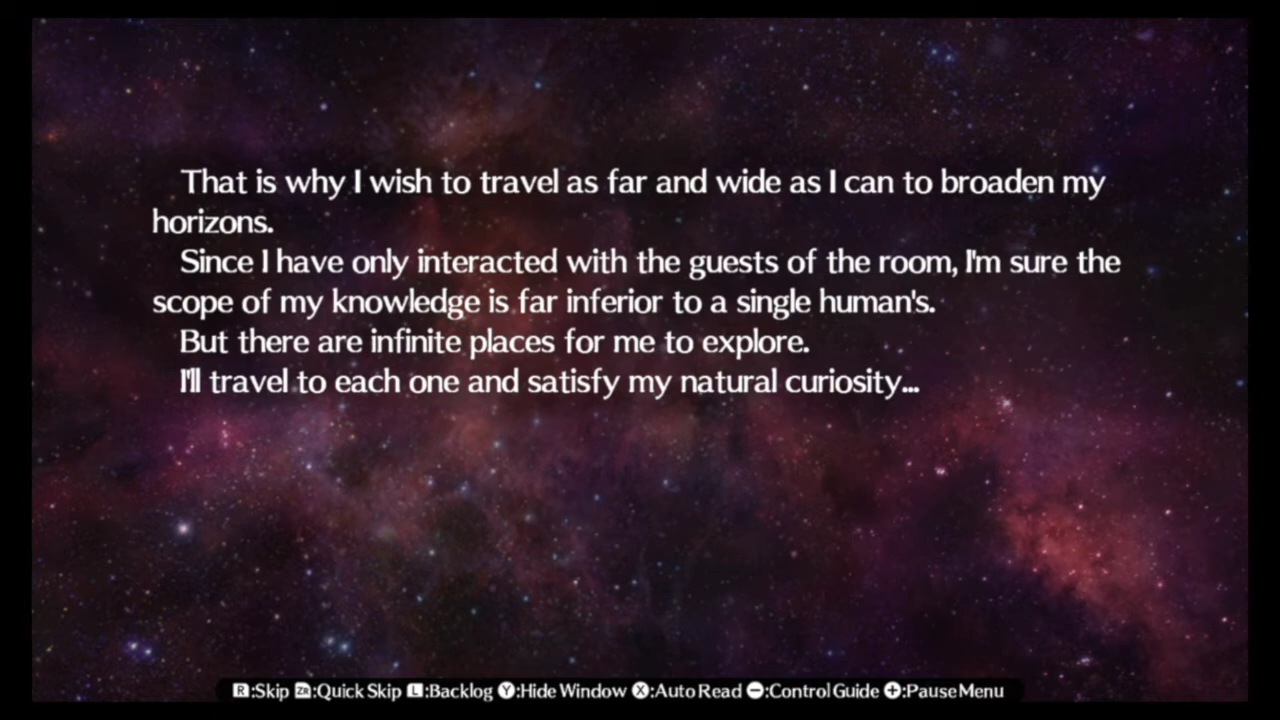 That is why I wish to travel as far and wide as I can to broaden my
horizons.
Since I have only interacted with the guests of the room, I'm sure the
scope of my knowledge is far inferior to a single human's.
But there are infinite places for me to explore.
I'll travel to each one and satisfy my natural curiosity...
R:Skip ZR:Quick Skip L:Backlog Y:Hide Window X:Auto Read -:Control Guide +:Pause Menu